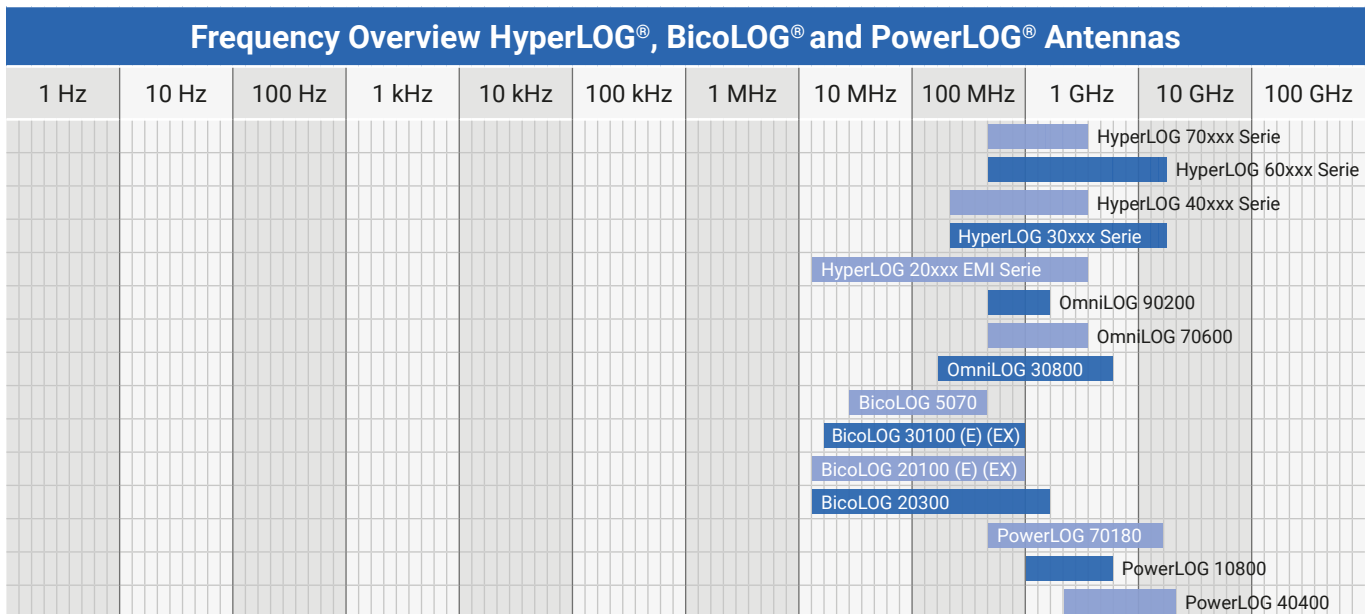 Frequency Overview HyperLOG®, BicoLOG® and PowerLOG® Antennas
1 Hz 10 Hz 100 Hz 1 kHz 10 kHz 100 kHz 1 MHz 10 MHz 100 MHz 1 GHz 10 GHz 100 GHz
HyperLOG 70xxx Serie
HyperLOG 60xxx Serie
HyperLOG 40xxx Serie
HyperLOG 30xxx Serie
HyperLOG 20xxx EMI Serie
OmniLOG 90200
OmniLOG 70600
OmniLOG 30800
BicoLOG 5070
BicoLOG 30100 (E) (EX)
BicoLOG 20100 (E) (EX)
BicoLOG 20300
PowerLOG 70180
PowerLOG 10800
PowerLOG 40400